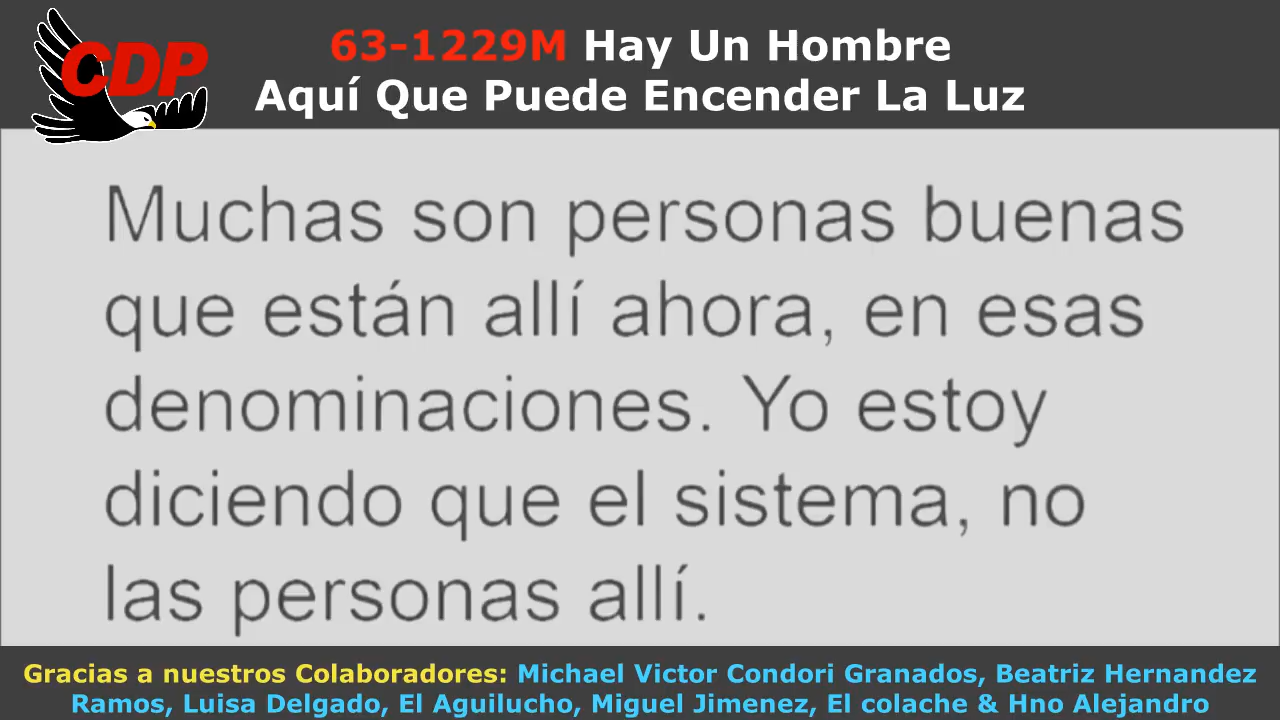 CDP
63-1229M Hay Un Hombre
Aquí Que Puede Encender La Luz
Muchas son personas buenas
que están allí ahora, en esas
denominaciones. Yo estoy
diciendo que el sistema, no
las personas allí.
Gracias a nuestros Colaboradores: Michael Victor Condori Granados, Beatriz Hernandez
Ramos, Luisa Delgado, El Aguilucho, Miguel Jimenez, El colache & Hno Alejandro